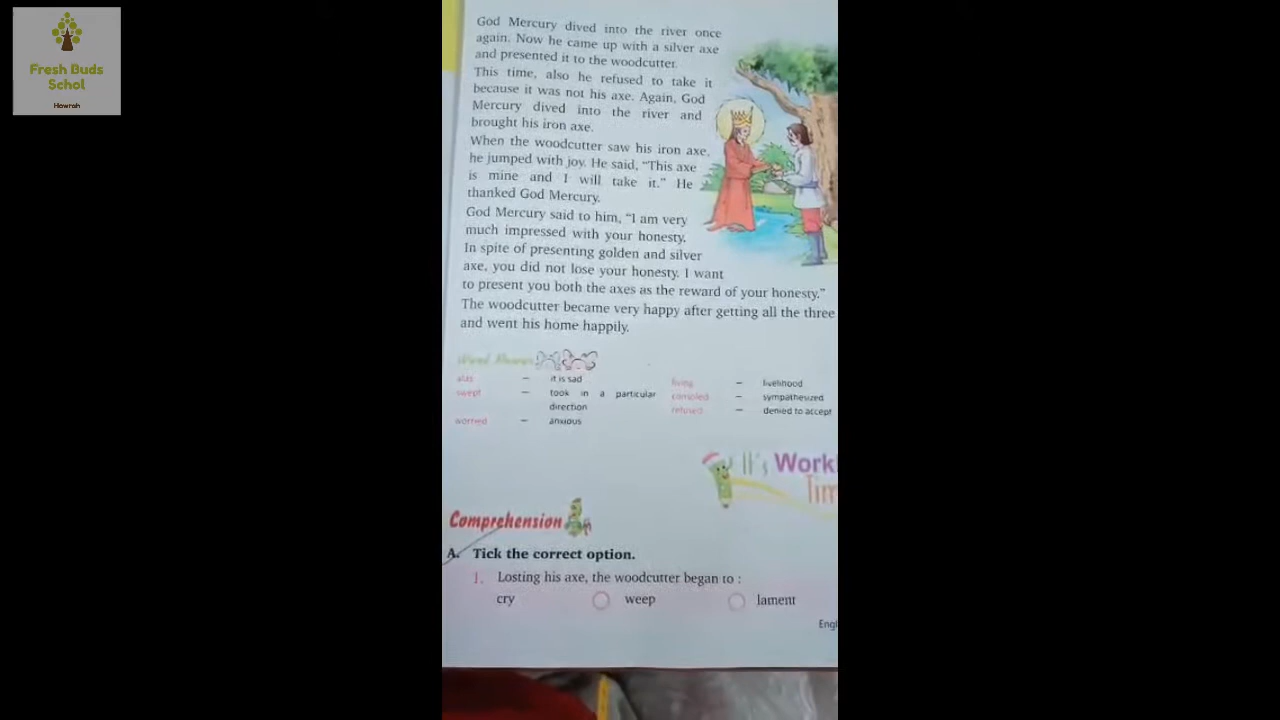 Fresh Buds
Schol
Howrah
God Mercury dived into the river once
again. Now he came up with a silver axe
and presented it to the woodcutter.
This time, also he refused to take it
because it was not his axe. Again, God
Mercury dived into the river and
brought his iron axe.
When the woodcutter saw his iron axe,
he jumped with joy. He said, "This axe
is mine and I will take it." He
thanked God Mercury.
God Mercury said to him, "I am very
much impressed with your honesty.
In spite of presenting golden and silver
axe, you did not lose your honesty. I want
to present you both the axes as the reward of your honesty."
The woodcutter became very happy after getting all the three
and went his home happily.
Word
alas – it is sad living – livelihood
swept – took in a particular consoled – sympathesized
direction refused – denied to accept
worried – anxious
It's Work
Tim
Comprehension
A. Tick the correct option.
1. Losting his axe, the woodcutter began to :
cry weep lament
Engl